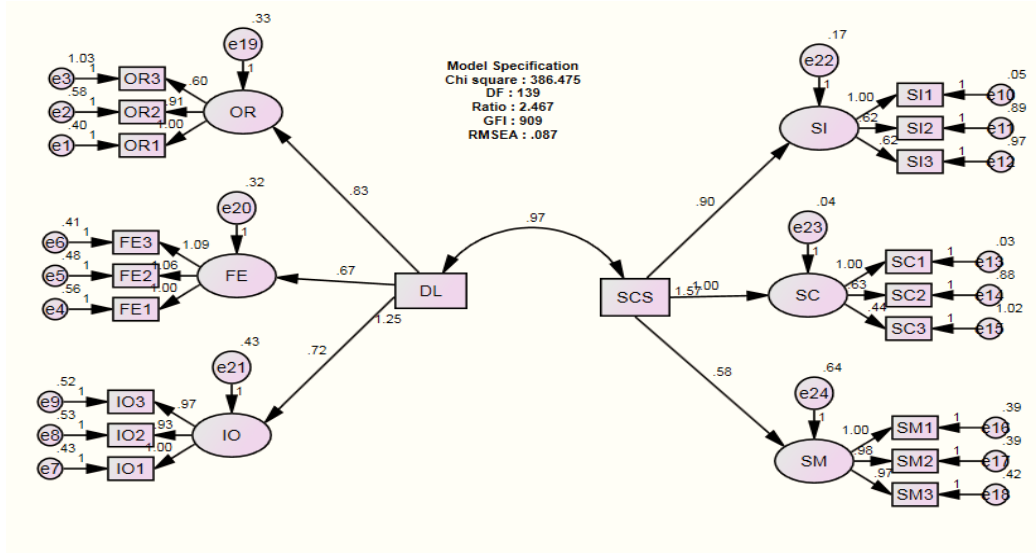 Model Specification
Chi square : 386.475
DF : 139
Ratio : 2.467
GFI : 909
RMSEA : .087
.33
e19
1
1.03
e3
1
OR3
.60
.58
e2
1
OR2
.91
OR
.40
e1
1
OR1
1.00
.83
.32
e20
1
.41
e6
1
FE3
1.09
.48
e5
1
FE2
1.06
FE
.56
e4
1
FE1
1.00
.67
DL
1.25
.72
.43
e21
1
.52
e9
1
IO3
.97
.53
e8
1
IO2
.93
IO
.43
e7
1
IO1
1.00
.97
.17
e22
1
SI
1.00
SI1
1
.05
e10
.62
SI2
1
.89
e11
.62
SI3
1
.97
e12
.90
.04
e23
1
SCS
1.57
1.00
SC
1.00
SC1
1
.03
e13
.63
SC2
1
.88
e14
.44
SC3
1
1.02
e15
.58
.64
e24
1
SM
1.00
SM1
1
.39
e16
.98
SM2
1
.39
e17
.97
SM3
1
.42
e18